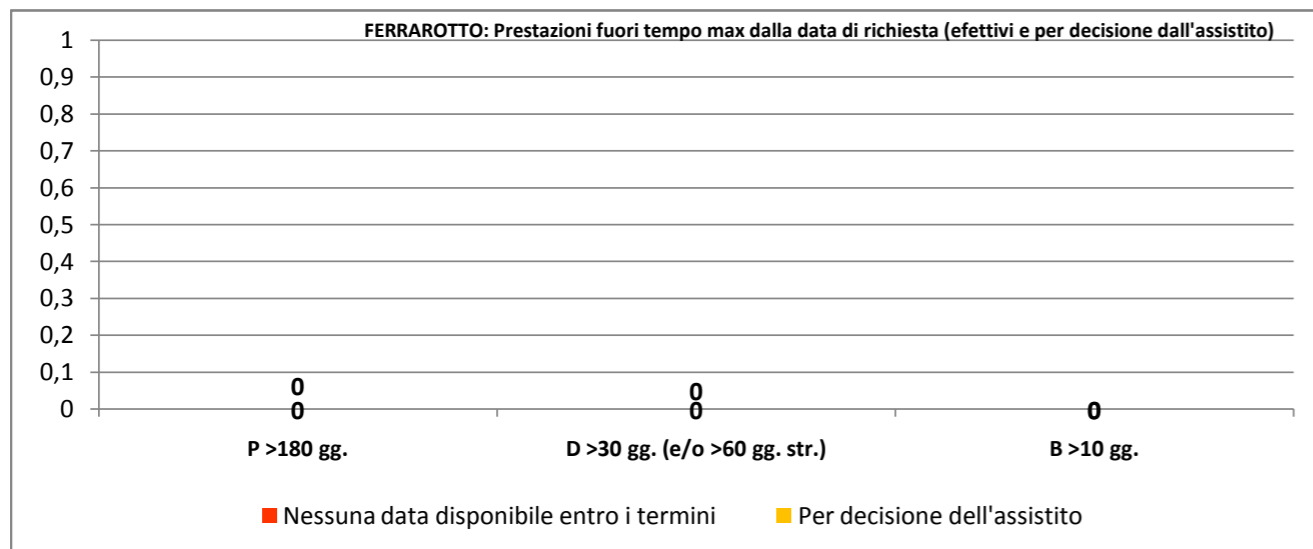 FERRAROTTO: Prestazioni fuori tempo max dalla data di richiesta (efettivi e per decisione dall'assistito)
1
0,9
0,8
0,7
0,6
0,5
0,4
0,3
0,2
0,1
0
0 0 0
0 0 0
P >180 gg. D >30 gg. (e/o >60 gg. str.) B >10 gg.
Nessuna data disponibile entro i termini Per decisione dell'assistito